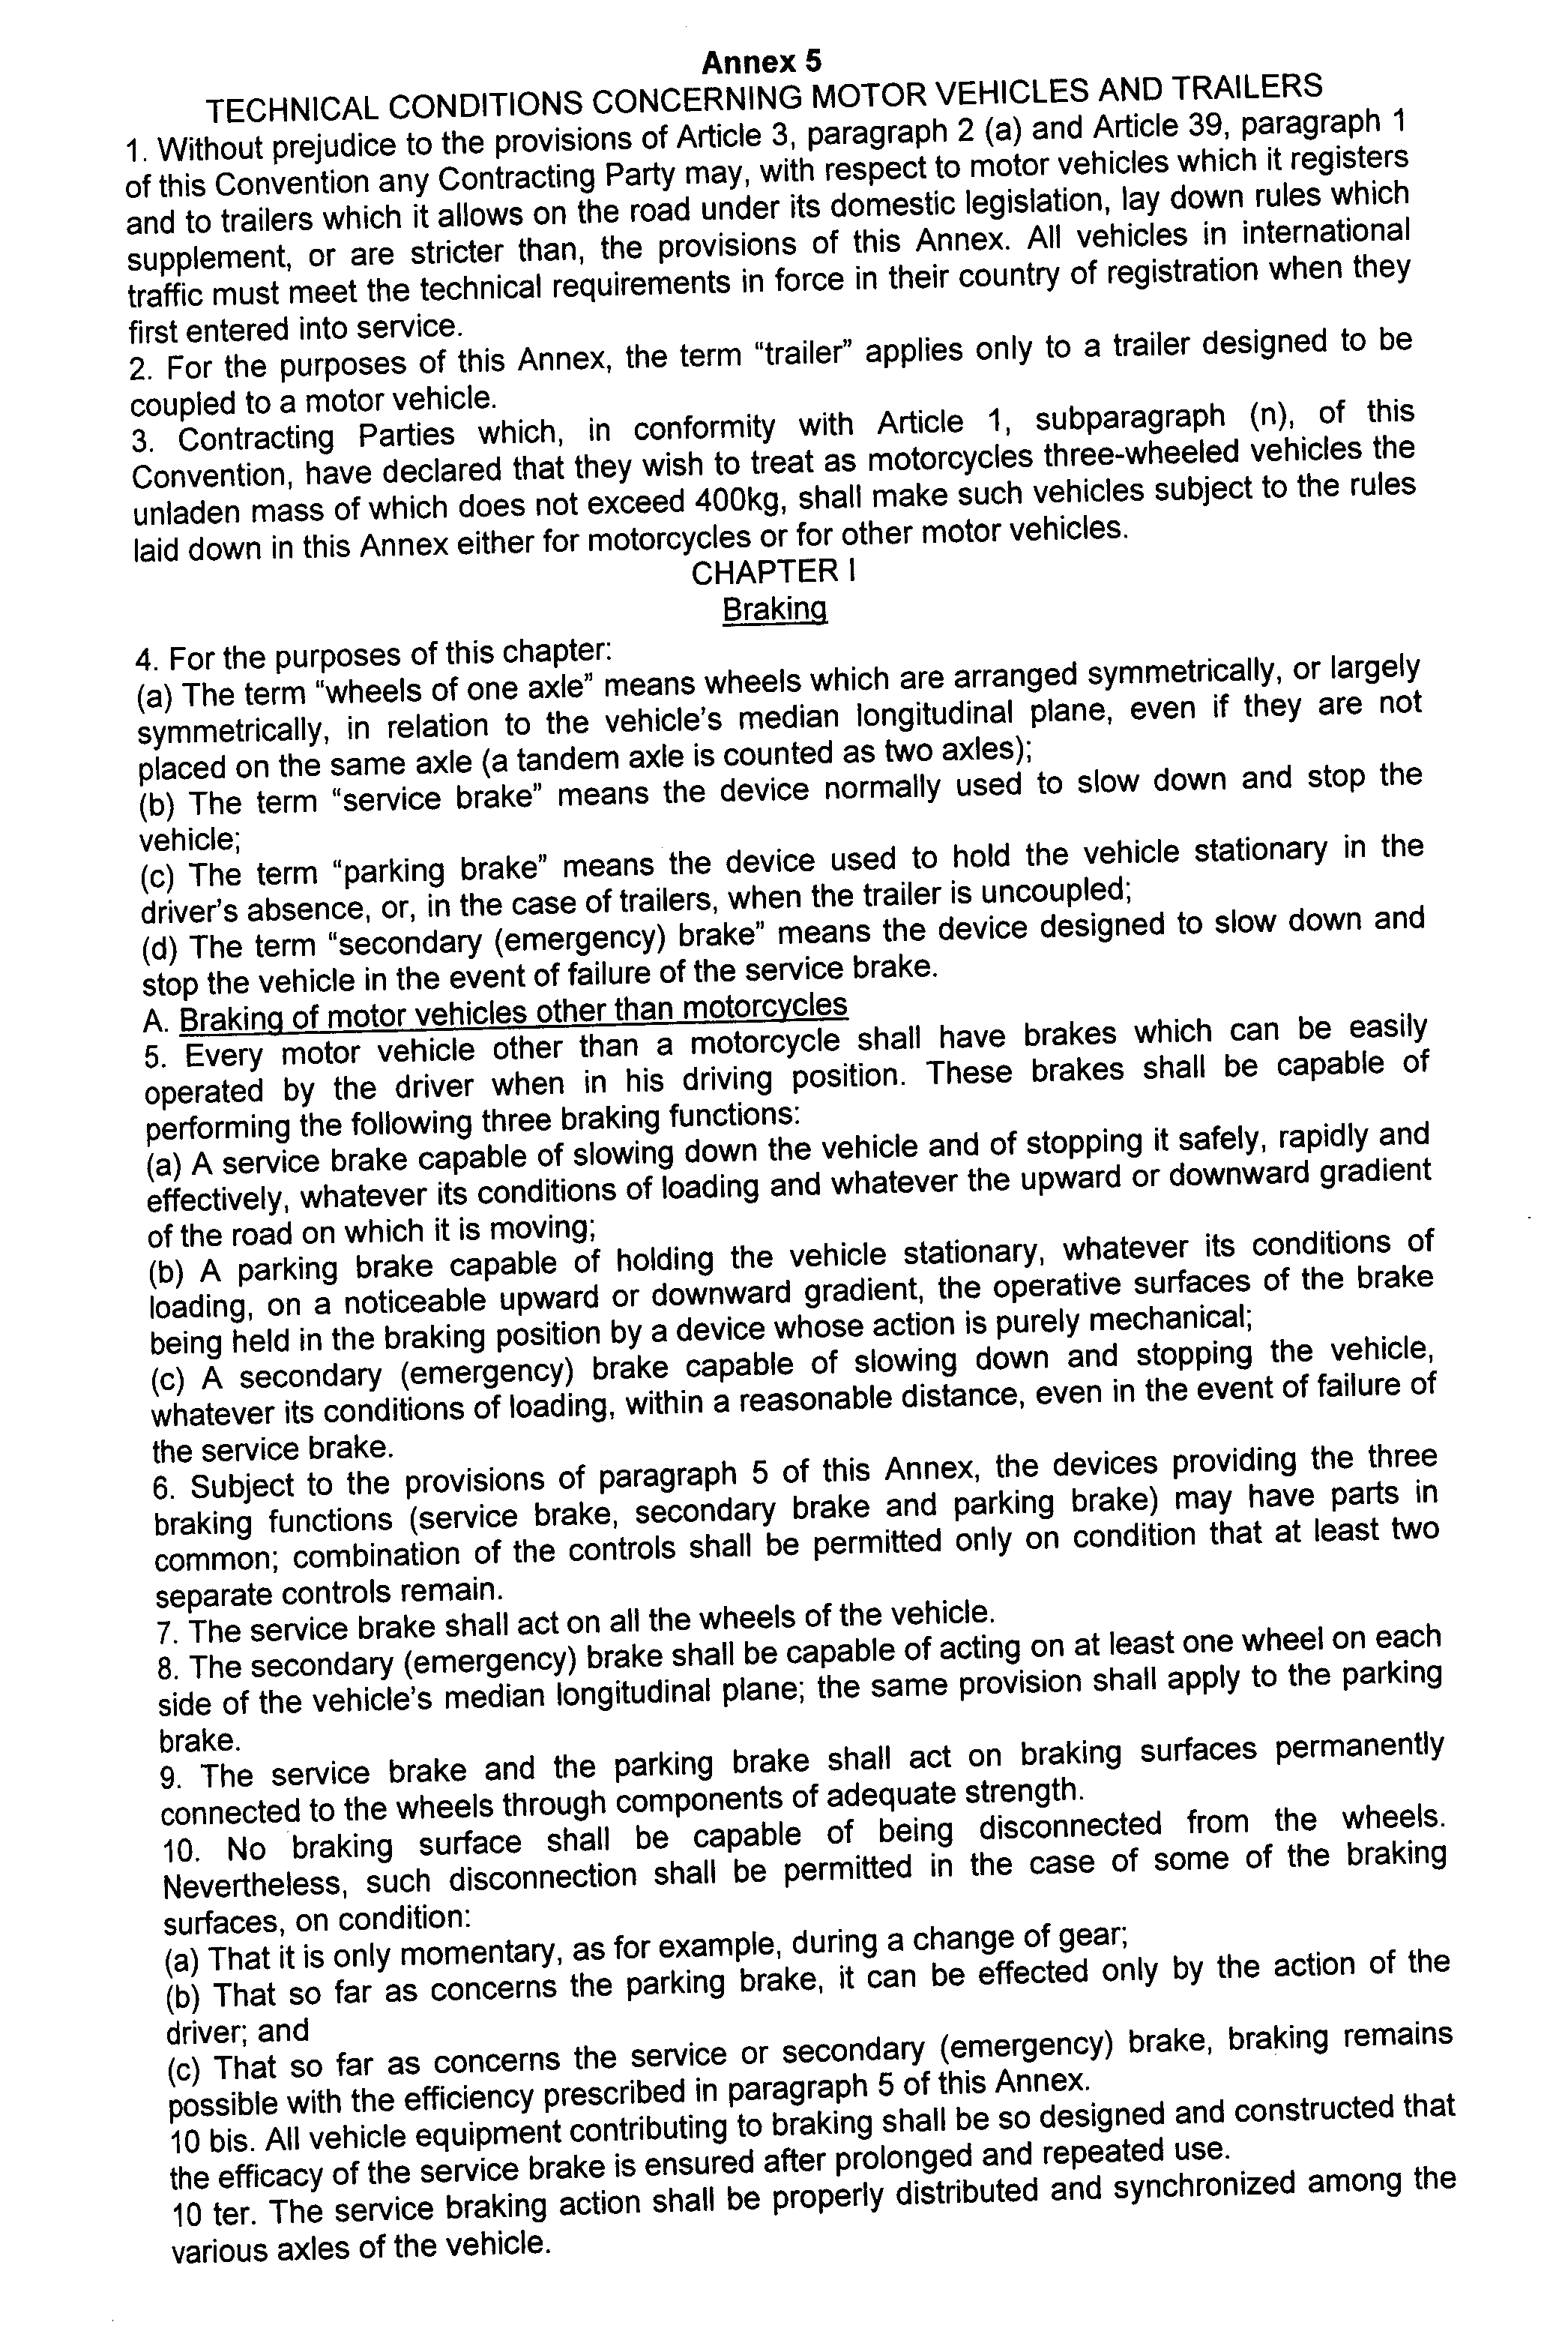 Annex 5
TECHNICAL CONDITIONS CONCERNING MOTOR VEHICLES AND TRAILERS
1. Without prejudice to the provisions of Article 3, paragraph 2 (a) and Article 39, paragraph 1
of this Convention any Contracting Party may, with respect to motor vehicles which it registers
and to trailers which it allows on the road under its domestic legislation, lay down rules which
supplement, or are stricter than, the provisions of this Annex. All vehicles in international
traffic must meet the technical requirements in force in their country of registration when they
first entered into service.
2. For the purposes of this Annex, the term “trailer” applies only to a trailer designed to be
coupled to a motor vehicle.
3. Contracting Parties which, in conformity with Article 1, subparagraph (n), of this
Convention, have declared that they wish to treat as motorcycles three-wheeled vehicles the
unladen mass of which does not exceed 400kg, shall make such vehicles subject to the rules
laid down in this Annex either for motorcycles or for other motor vehicles.
CHAPTER I
Braking
4. For the purposes of this chapter:
(a) The term “wheels of one axle” means wheels which are arranged symmetrically, or largely
symmetrically, in relation to the vehicle’s median longitudinal plane, even if they are not
placed on the same axle (a tandem axle is counted as two axles);
(b) The term “service brake” means the device normally used to slow down and stop the
vehicle;
(c) The term “parking brake” means the device used to hold the vehicle stationary in the
driver’s absence, or, in the case of trailers, when the trailer is uncoupled;
(d) The term “secondary (emergency) brake” means the device designed to slow down and
stop the vehicle in the event of failure of the service brake.
A. Braking of motor vehicles other than motorcycles
5. Every motor vehicle other than a motorcycle shall have brakes which can be easily
operated by the driver when in his driving position. These brakes shall be capable of
performing the following three braking functions:
(a) A service brake capable of slowing down the vehicle and of stopping it safely, rapidly and
effectively, whatever its conditions of loading and whatever the upward or downward gradient
of the road on which it is moving;
(b) A parking brake capable of holding the vehicle stationary, whatever its conditions of
loading, on a noticeable upward or downward gradient, the operative surfaces of the brake
being held in the braking position by a device whose action is purely mechanical;
(c) A secondary (emergency) brake capable of slowing down and stopping the vehicle,
whatever its conditions of loading, within a reasonable distance, even in the event of failure of
the service brake.
6. Subject to the provisions of paragraph 5 of this Annex, the devices providing the three
braking functions (service brake, secondary brake and parking brake) may have parts in
common; combination of the controls shall be permitted only on condition that at least two
separate controls remain.
7. The service brake shall act on all the wheels of the vehicle.
8. The secondary (emergency) brake shall be capable of acting on at least one wheel on each
side of the vehicle’s median longitudinal plane; the same provision shall apply to the parking
brake.
9. The service brake and the parking brake shall act on braking surfaces permanently
connected to the wheels through components of adequate strength.
10. No braking surface shall be capable of being disconnected from the wheels.
Nevertheless, such disconnection shall be permitted in the case of some of the braking
surfaces, on condition:
(a) That it is only momentary, as for example, during a change of gear;
(b) That so far as concerns the parking brake, it can be effected only by the action of the
driver; and
(c) That so far as concerns the service or secondary (emergency) brake, braking remains
possible with the efficiency prescribed in paragraph 5 of this Annex.
10 bis. All vehicle equipment contributing to braking shall be so designed and constructed that
the efficacy of the service brake is ensured after prolonged and repeated use.
10 ter. The service braking action shall be properly distributed and synchronized among the
various axles of the vehicle.